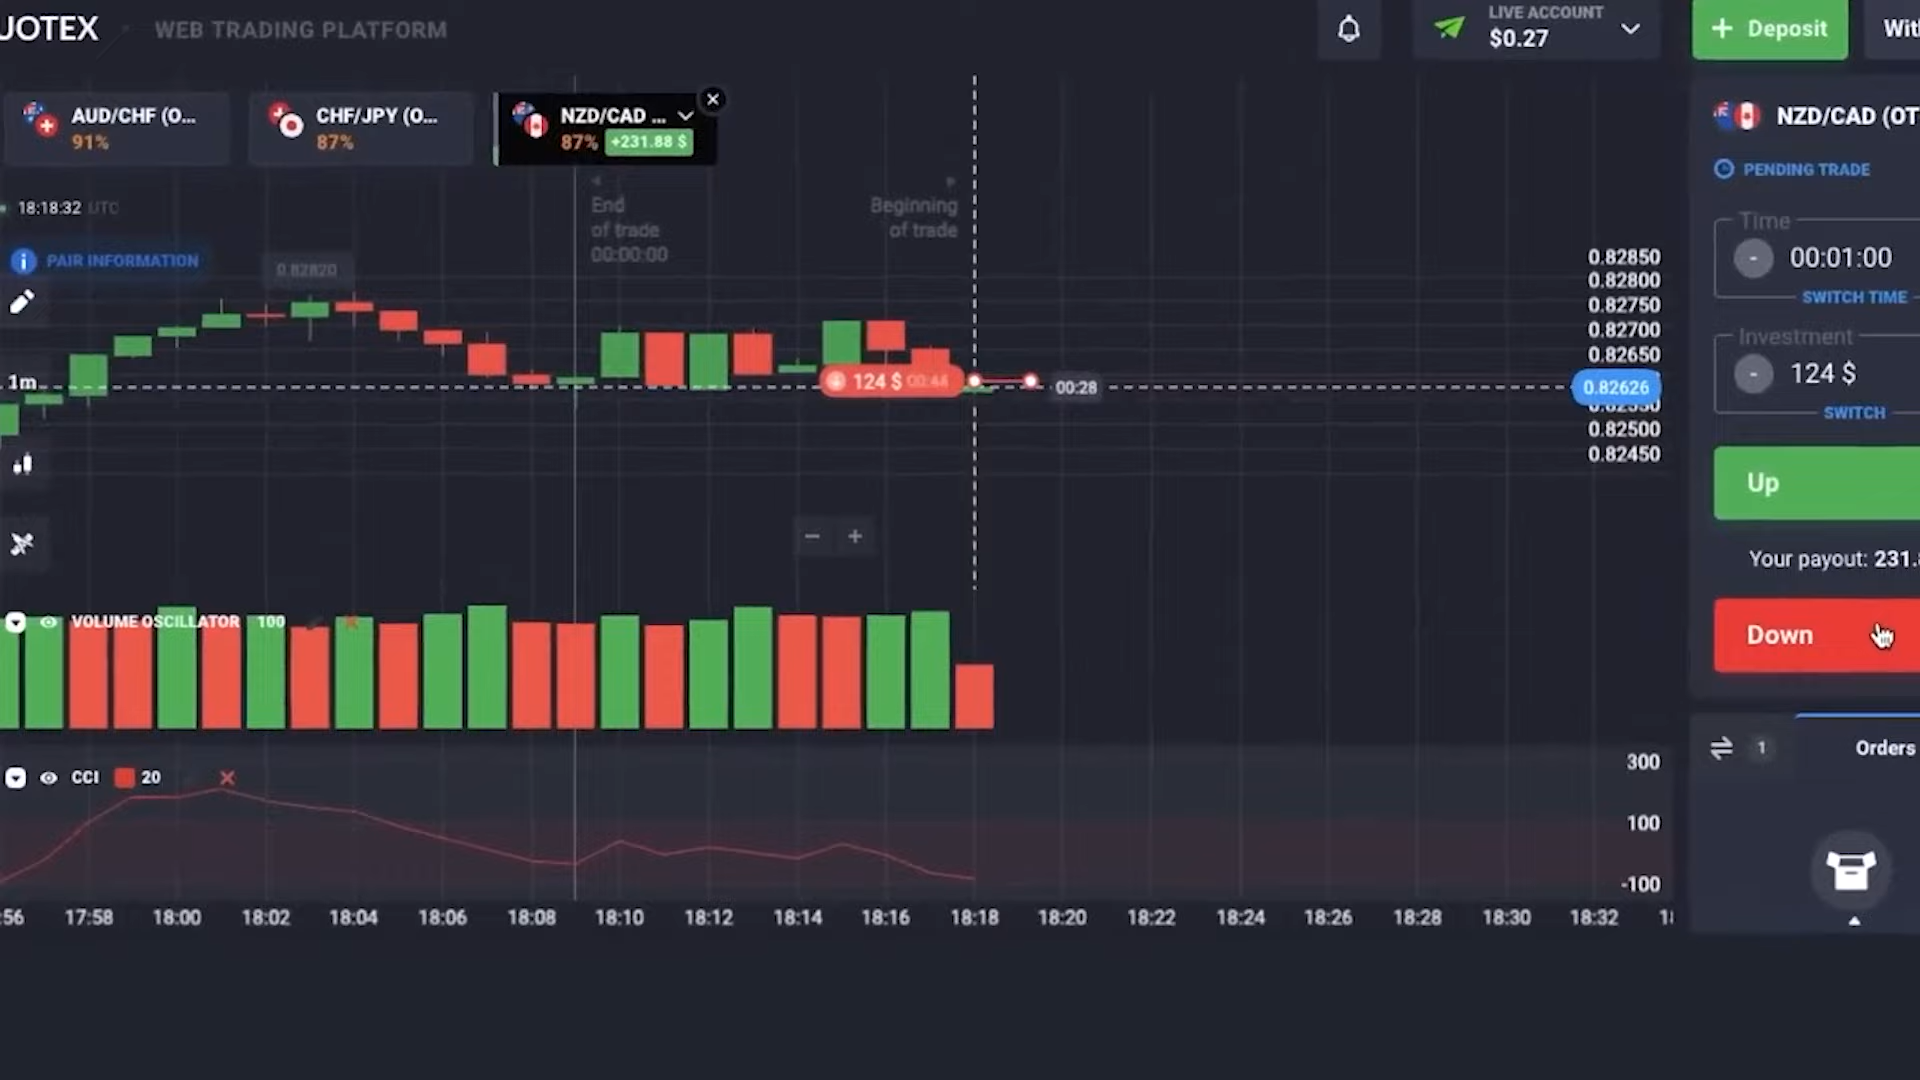 UOTEX
WEB TRADING PLATFORM
LIVE ACCOUNT
$0.27
+ Deposit
With
AUD/CHF (O...
91%
CHF/JPY (O...
87%
NZD/CAD ...
87% +231.88 $
NZD/CAD (OT
PENDING TRADE
18:18:32 UTC
End
of trade
00:00:00
Beginning
of trade
PAIR INFORMATION
0.82820
Time
- 00:01:00
SWITCH TIME
Investment
- 124 $
SWITCH
0.82850
0.82800
0.82750
0.82700
0.82650
0.82626
0.82550
0.82500
0.82450
1m
124 $ 00:44
00:28
Up
Your payout: 231.8
Down
- +
VOLUME OSCILLATOR 100
1
Orders
CCI 20
300
100
-100
:56 17:58 18:00 18:02 18:04 18:06 18:08 18:10 18:12 18:14 18:16 18:18 18:20 18:22 18:24 18:26 18:28 18:30 18:32